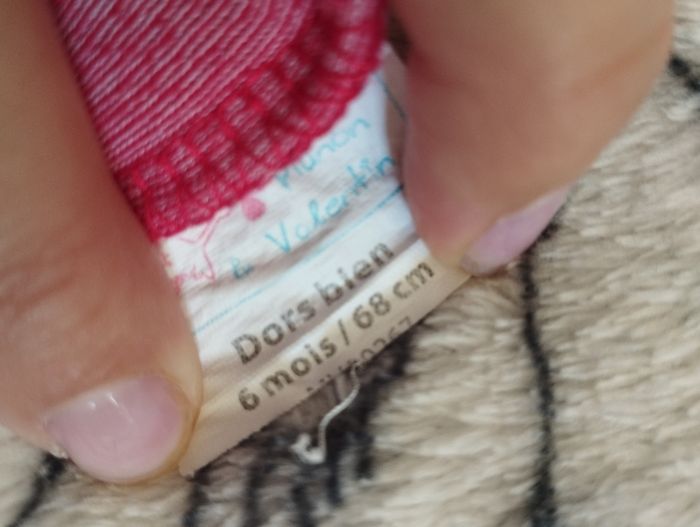 Manon
& Valentin
Dors bien
6 mois / 68 cm